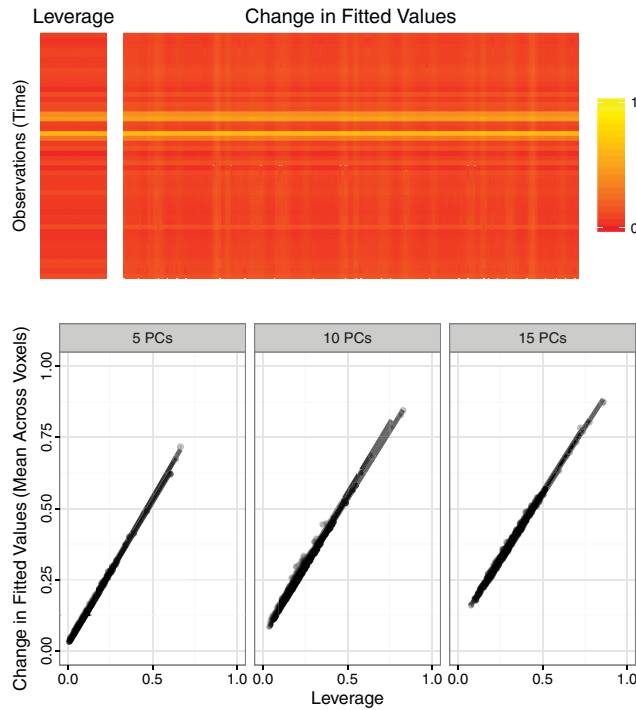 Leverage
Change in Fitted Values
Observations (Time)
1
0
5 PCs
10 PCs
15 PCs
Change in Fitted Values (Mean Across Voxels)
1.00
0.75
0.50
0.25
0.00
0.0 0.5 1.0
0.0 0.5 1.0
0.0 0.5 1.0
Leverage